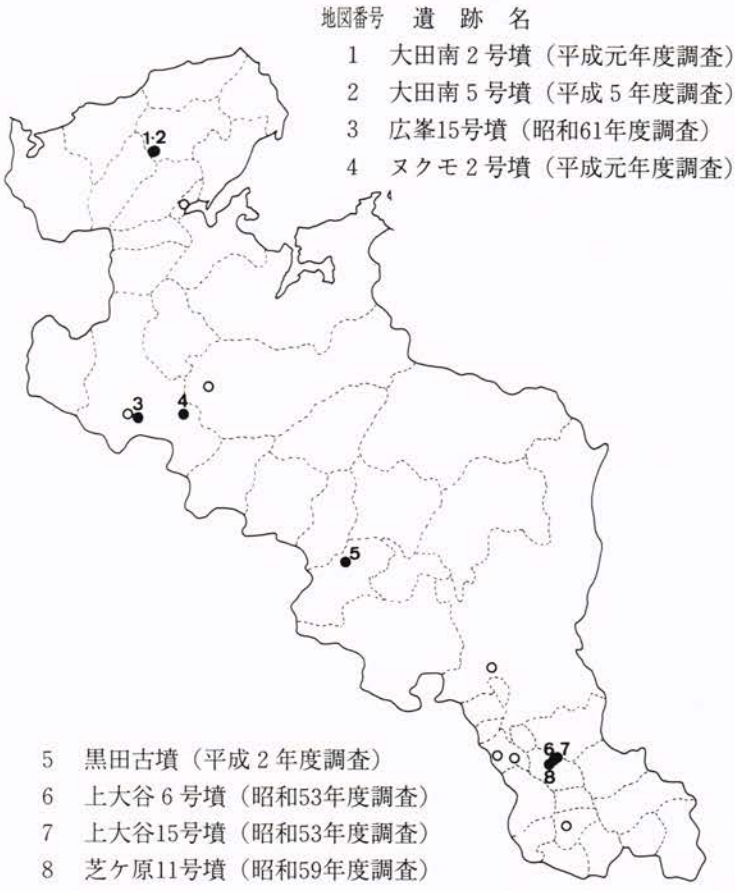 地図番号 遺跡名
1 大田南2号墳（平成元年度調査）
2 大田南5号墳（平成5年度調査）
3 広峯15号墳（昭和61年度調査）
4 ヌクモ2号墳（平成元年度調査）
1·2
3
4
5
6 7
8
5 黒田古墳（平成2年度調査）
6 上大谷6号墳（昭和53年度調査）
7 上大谷15号墳（昭和53年度調査）
8 芝ケ原11号墳（昭和59年度調査）